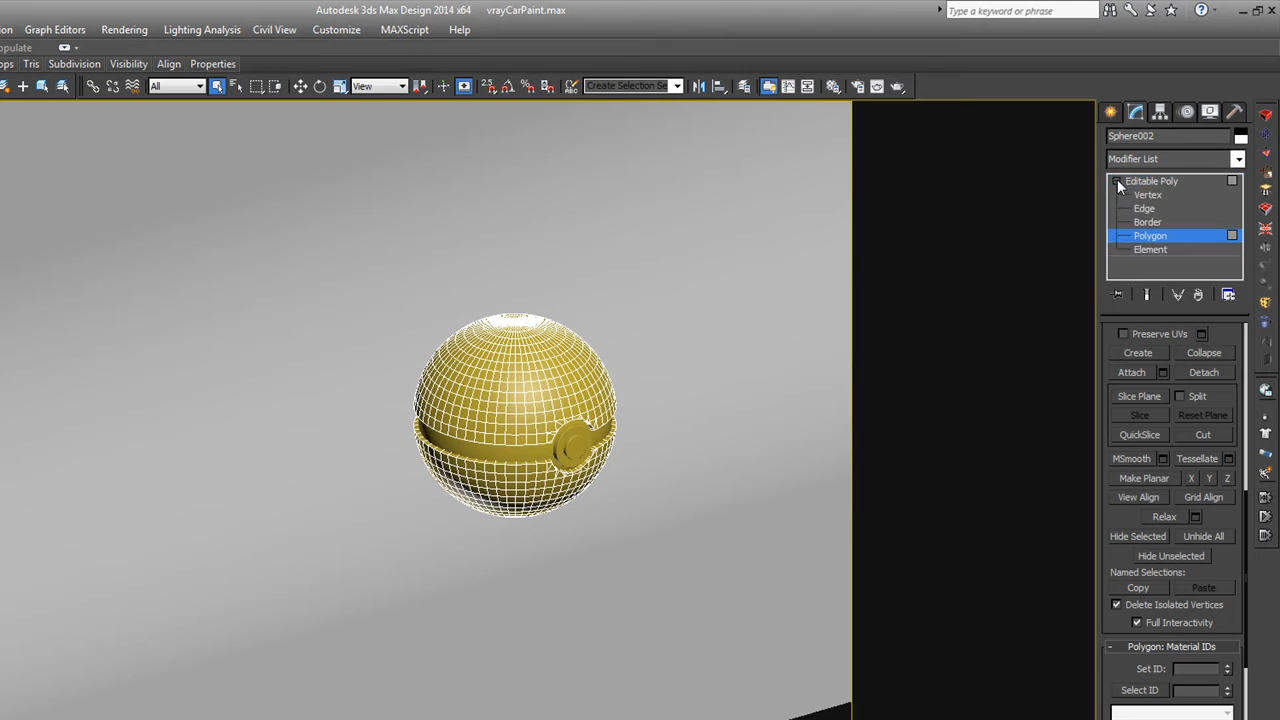 Autodesk 3ds Max Design 2014 x64 vrayCarPaint.max
Type a keyword or phrase
Graph Editors Rendering Lighting Analysis Customize Civil View MAXScript Help
Tris Subdivision Visibility Align Properties
All View Create Selection Se
Sphere002
Modifier List
Editable Poly
Vertex
Edge
Border
Polygon
Element
Preserve UVs
Create Collapse
Attach Detach
Slice Plane Split
Slice Reset Plane
QuickSlice Cut
MSmooth Tessellate
Make Planar X Y Z
View Align Grid Align
Relax
Hide Selected Unhide All
Hide Unselected
Named Selections:
Copy Paste
Delete Isolated Vertices
Full Interactivity
- Polygon: Material IDs
Set ID:
Select ID